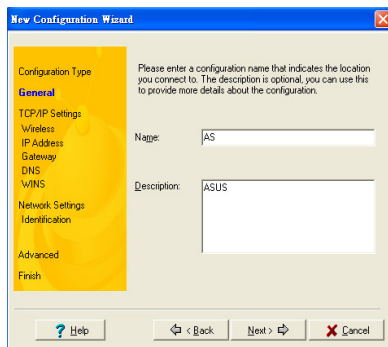 New Configuration Wizard
Configuration Type
General
TCP/IP Settings
Wireless
IP Address
Gateway
DNS
WINS
Network Settings
Identification
Advanced
Finish
Please enter a configuration name that indicates the location
you connect to. The description is optional, you can use this
to provide more details about the configuration.
Name: AS
Description: ASUS
? Help
< Back
Next >
Cancel